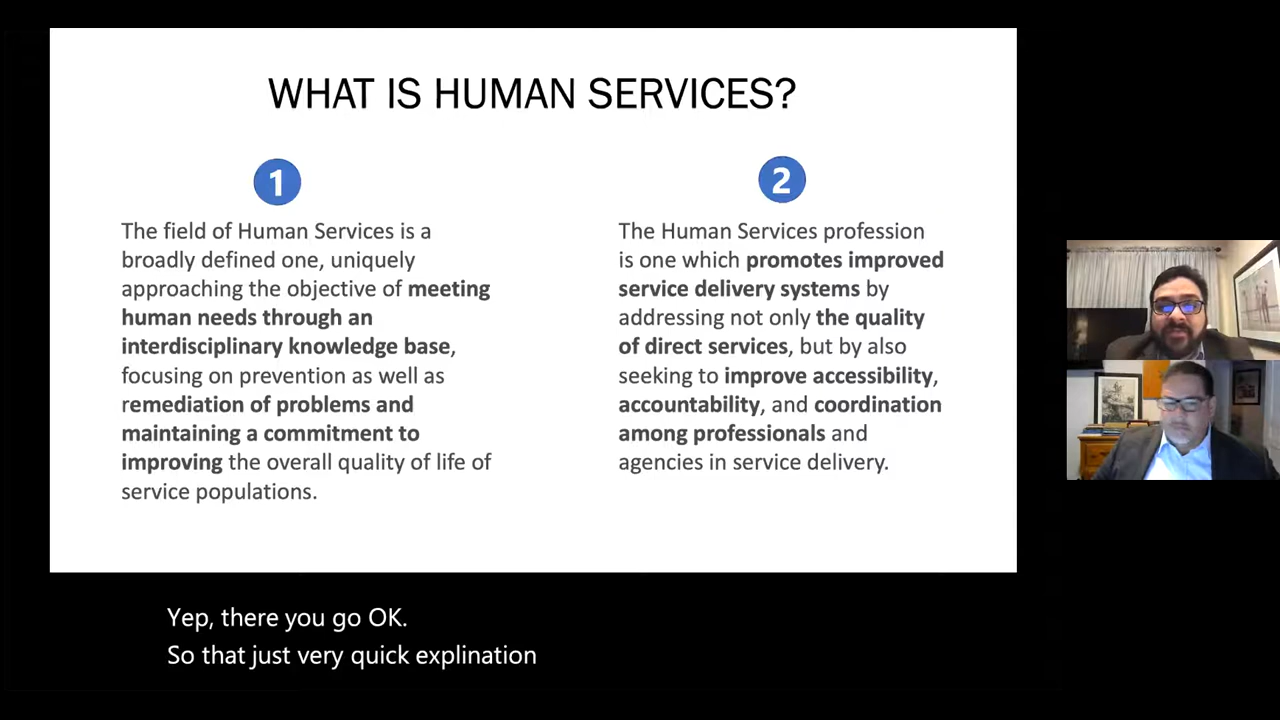 WHAT IS HUMAN SERVICES?
1
The field of Human Services is a
broadly defined one, uniquely
approaching the objective of meeting
human needs through an
interdisciplinary knowledge base,
focusing on prevention as well as
remediation of problems and
maintaining a commitment to
improving the overall quality of life of
service populations.
2
The Human Services profession
is one which promotes improved
service delivery systems by
addressing not only the quality
of direct services, but by also
seeking to improve accessibility,
accountability, and coordination
among professionals and
agencies in service delivery.
Yep, there you go OK.
So that just very quick explination